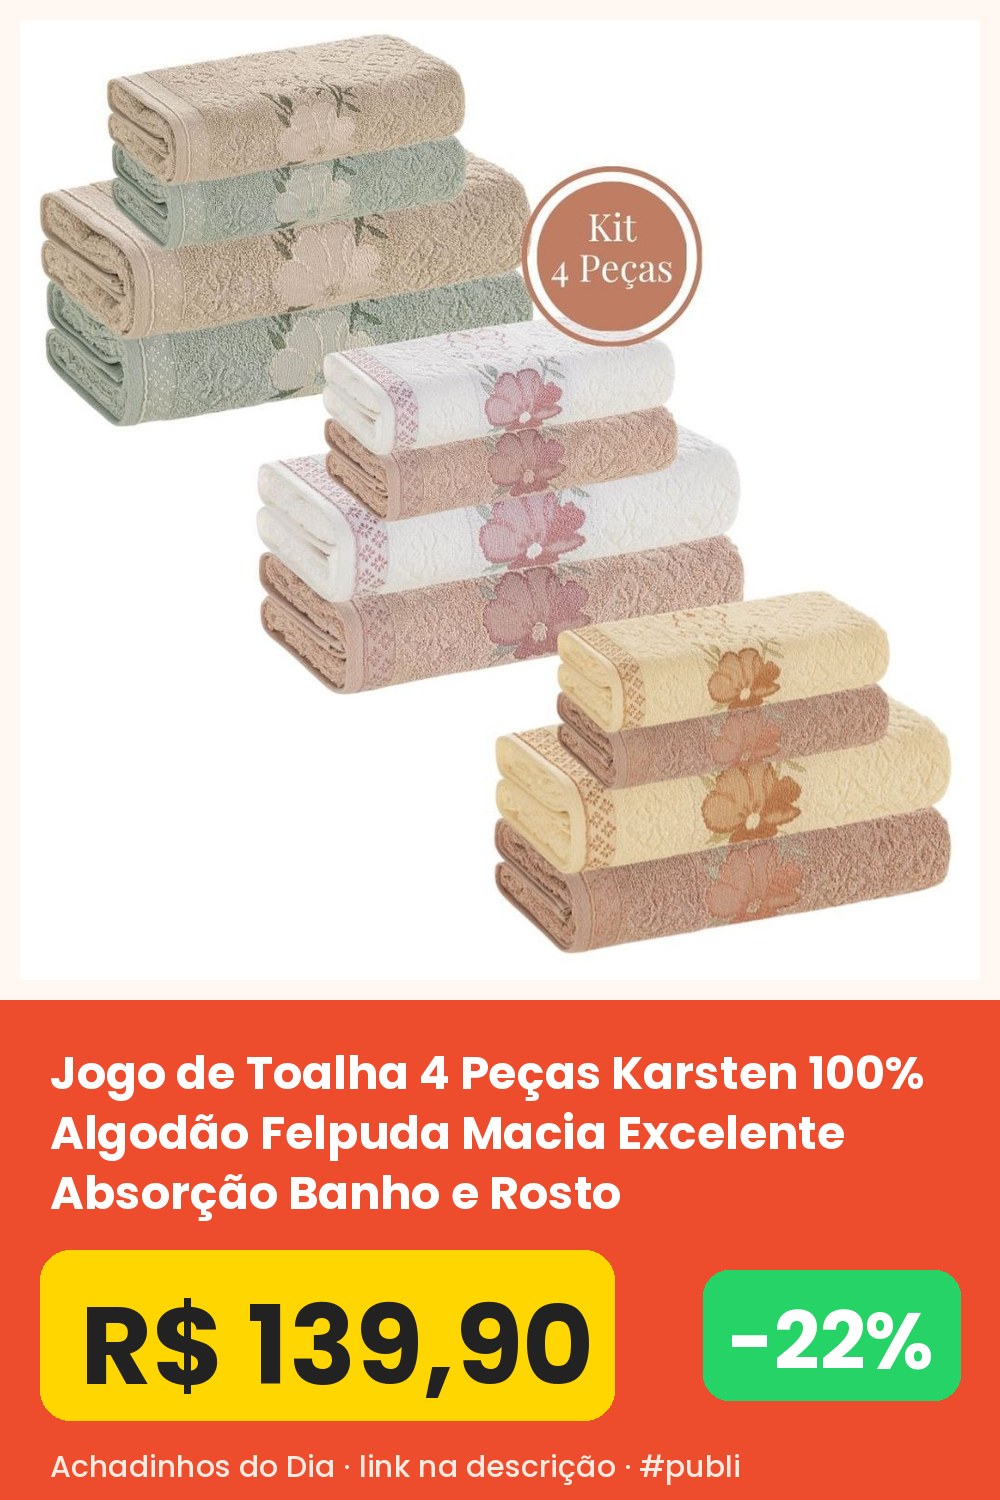 Kit
4 Peças
Jogo de Toalha 4 Peças Karsten 100%
Algodão Felpuda Macia Excelente
Absorção Banho e Rosto
R$ 139,90
-22%
Achadinhos do Dia · link na descrição · #publi